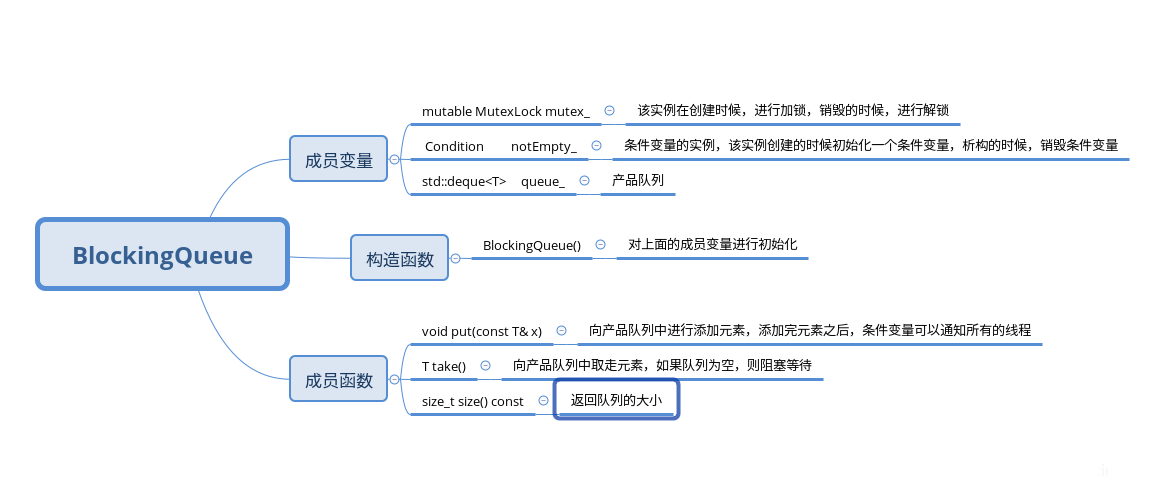 mutable MutexLock mutex_ 该实例在创建时候，进行加锁，销毁的时候，进行解锁
成员变量 Condition notEmpty_ 条件变量的实例，该实例创建的时候初始化一个条件变量，析构的时候，销毁条件变量
std::deque<T> queue_ 产品队列
BlockingQueue 构造函数 BlockingQueue() 对上面的成员变量进行初始化
void put(const T& x) 向产品队列中进行添加元素，添加完元素之后，条件变量可以通知所有的线程
成员函数 T take() 向产品队列中取走元素，如果队列为空，则阻塞等待
size_t size() const 返回队列的大小